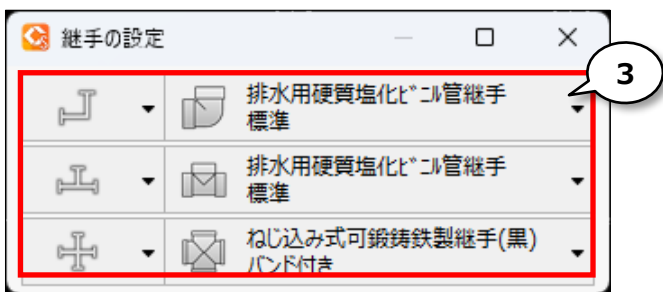 継手の設定
3
排水用硬質塩化ﾋﾞﾆﾙ管継手
標準
排水用硬質塩化ﾋﾞﾆﾙ管継手
標準
ねじ込み式可鍛鋳鉄製継手(黒)
バンド付き